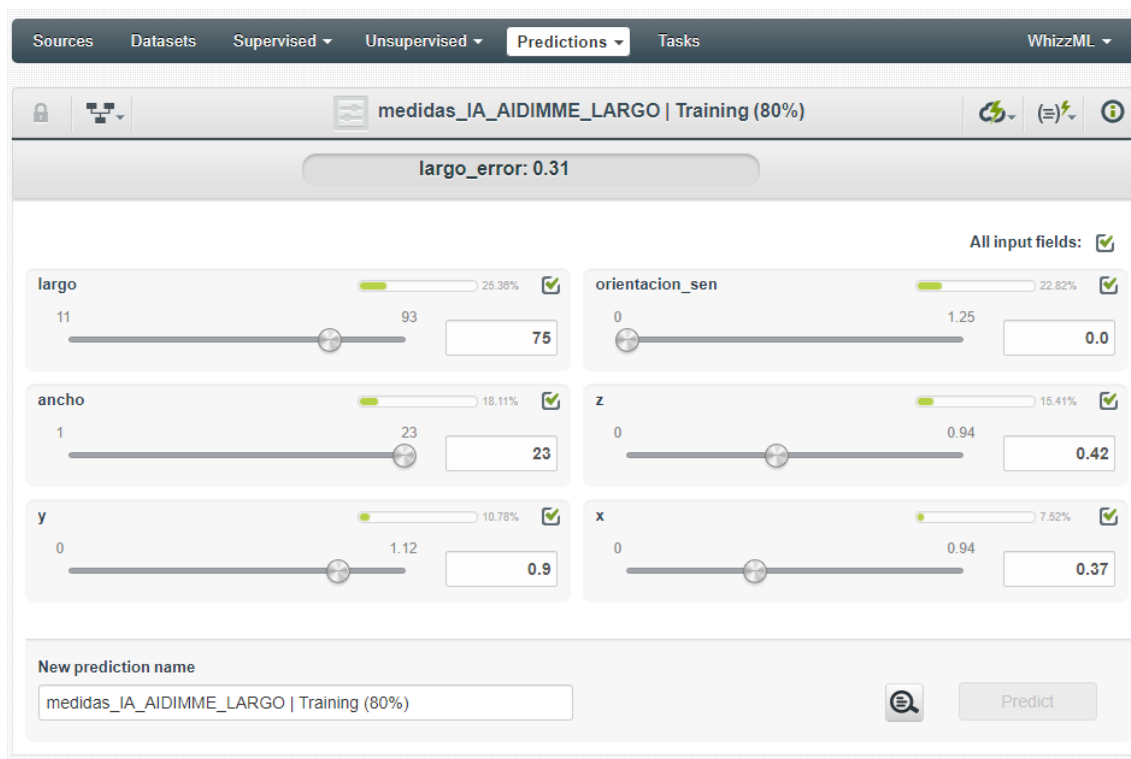 Sources Datasets Supervised Unsupervised Predictions Tasks WhizzML
medidas_IA_AIDIMME_LARGO | Training (80%)
largo_error: 0.31
All input fields:
largo 25.36% orientacion_sen 22.82%
11 93 75 0 1.25 0.0
ancho 18.11% z 15.41%
1 23 23 0 0.94 0.42
y 10.78% x 7.52%
0 1.12 0.9 0 0.94 0.37
New prediction name
medidas_IA_AIDIMME_LARGO | Training (80%) Predict